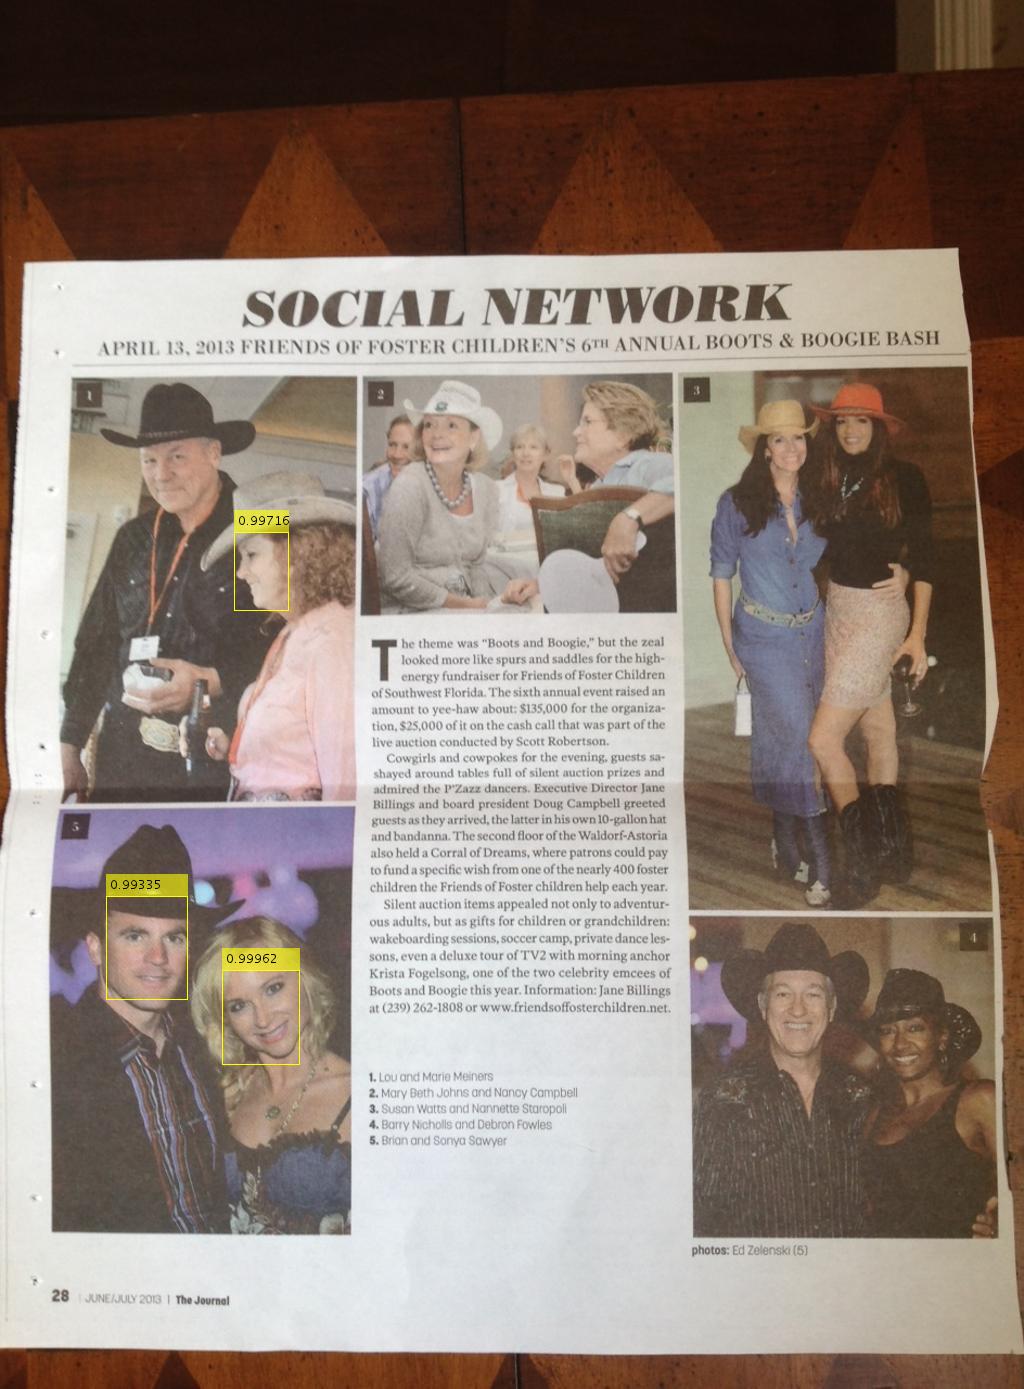 SOCIAL NETWORK
APRIL 13, 2013 FRIENDS OF FOSTER CHILDREN'S 6TH ANNUAL BOOTS & BOOGIE BASH
1
2
3
0.99716
The theme was “Boots and Boogie,” but the zeal
looked more like spurs and saddles for the high-
energy fundraiser for Friends of Foster Children
of Southwest Florida. The sixth annual event raised an
amount to yee-haw about: $135,000 for the organiza-
tion, $25,000 of it on the cash call that was part of the
live auction conducted by Scott Robertson.
Cowgirls and cowpokes for the evening, guests sa-
shayed around tables full of silent auction prizes and
admired the P'Zazz dancers. Executive Director Jane
Billings and board president Doug Campbell greeted
guests as they arrived, the latter in his own 10-gallon hat
and bandanna. The second floor of the Waldorf-Astoria
also held a Corral of Dreams, where patrons could pay
to fund a specific wish from one of the nearly 400 foster
children the Friends of Foster children help each year.
Silent auction items appealed not only to adventur-
ous adults, but as gifts for children or grandchildren:
wakeboarding sessions, soccer camp, private dance les-
sons, even a deluxe tour of TV2 with morning anchor
Krista Fogelsong, one of the two celebrity emcees of
Boots and Boogie this year. Information: Jane Billings
at (239) 262-1808 or www.friendsoffosterchildren.net.
5
0.99335
0.99962
4
1. Lou and Marie Meiners
2. Mary Beth Johns and Nancy Campbell
3. Susan Watts and Nannette Staropoli
4. Barry Nicholls and Debron Fowles
5. Brian and Sonya Sawyer
photos: Ed Zelenski (5)
28 | JUNE/JULY 2013 | The Journal